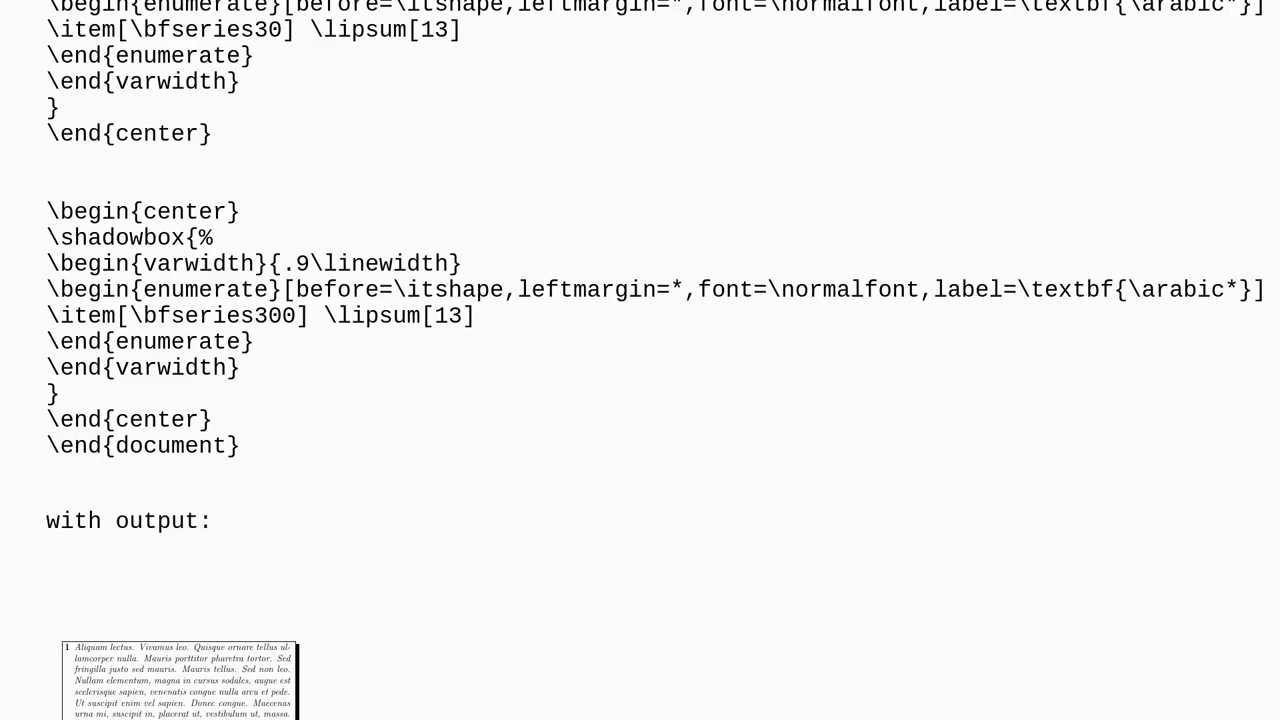 \begin{enumerate}[before=\itshape,leftmargin=*,font=\normalfont,label=\textbf{\arabic*}]
\item[\bfseries30] \lipsum[13]
\end{enumerate}
\end{varwidth}
}
\end{center}
\begin{center}
\shadowbox{%
\begin{varwidth}{.9\linewidth}
\begin{enumerate}[before=\itshape,leftmargin=*,font=\normalfont,label=\textbf{\arabic*}]
\item[\bfseries300] \lipsum[13]
\end{enumerate}
\end{varwidth}
}
\end{center}
\end{document}
with output:
1 Aliquam lectus. Vivamus leo. Quisque ornare tellus ul-
lamcorper nulla. Mauris porttitor pharetra tortor. Sed
fringilla justo sed mauris. Mauris tellus. Sed non leo.
Nullam elementum, magna in cursus sodales, augue est
scelerisque sapien, venenatis congue nulla arcu et pede.
Ut suscipit enim vel sapien. Donec congue. Maecenas
urna mi, suscipit in, placerat ut, vestibulum ut, massa.